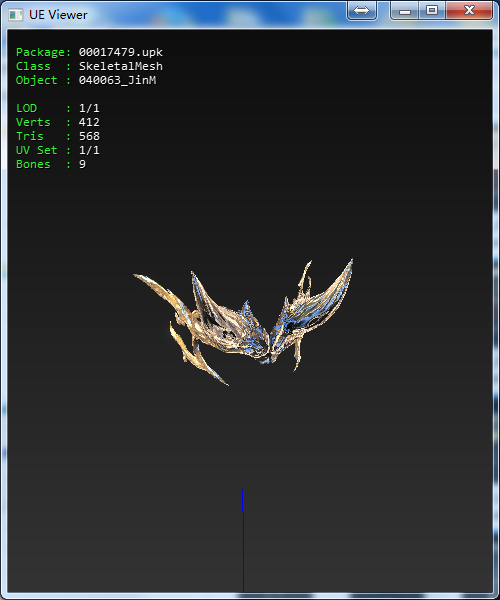 UE Viewer
Package: 00017479.upk
Class : SkeletalMesh
Object : 040063_JinM
LOD : 1/1
Verts : 412
Tris : 568
UV Set : 1/1
Bones : 9